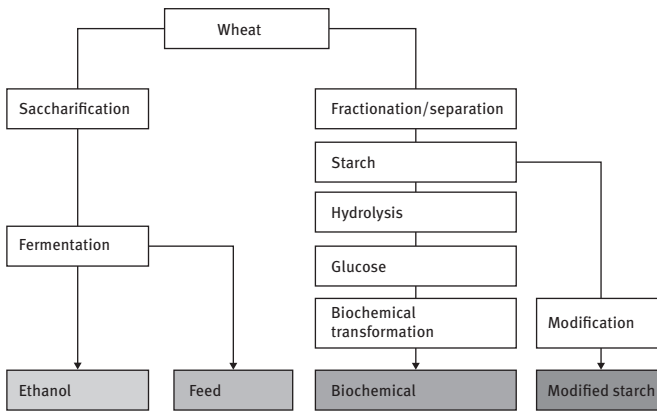 Wheat
Saccharification
Fractionation/separation
Starch
Hydrolysis
Fermentation
Glucose
Biochemical
transformation
Modification
Ethanol
Feed
Biochemical
Modified starch